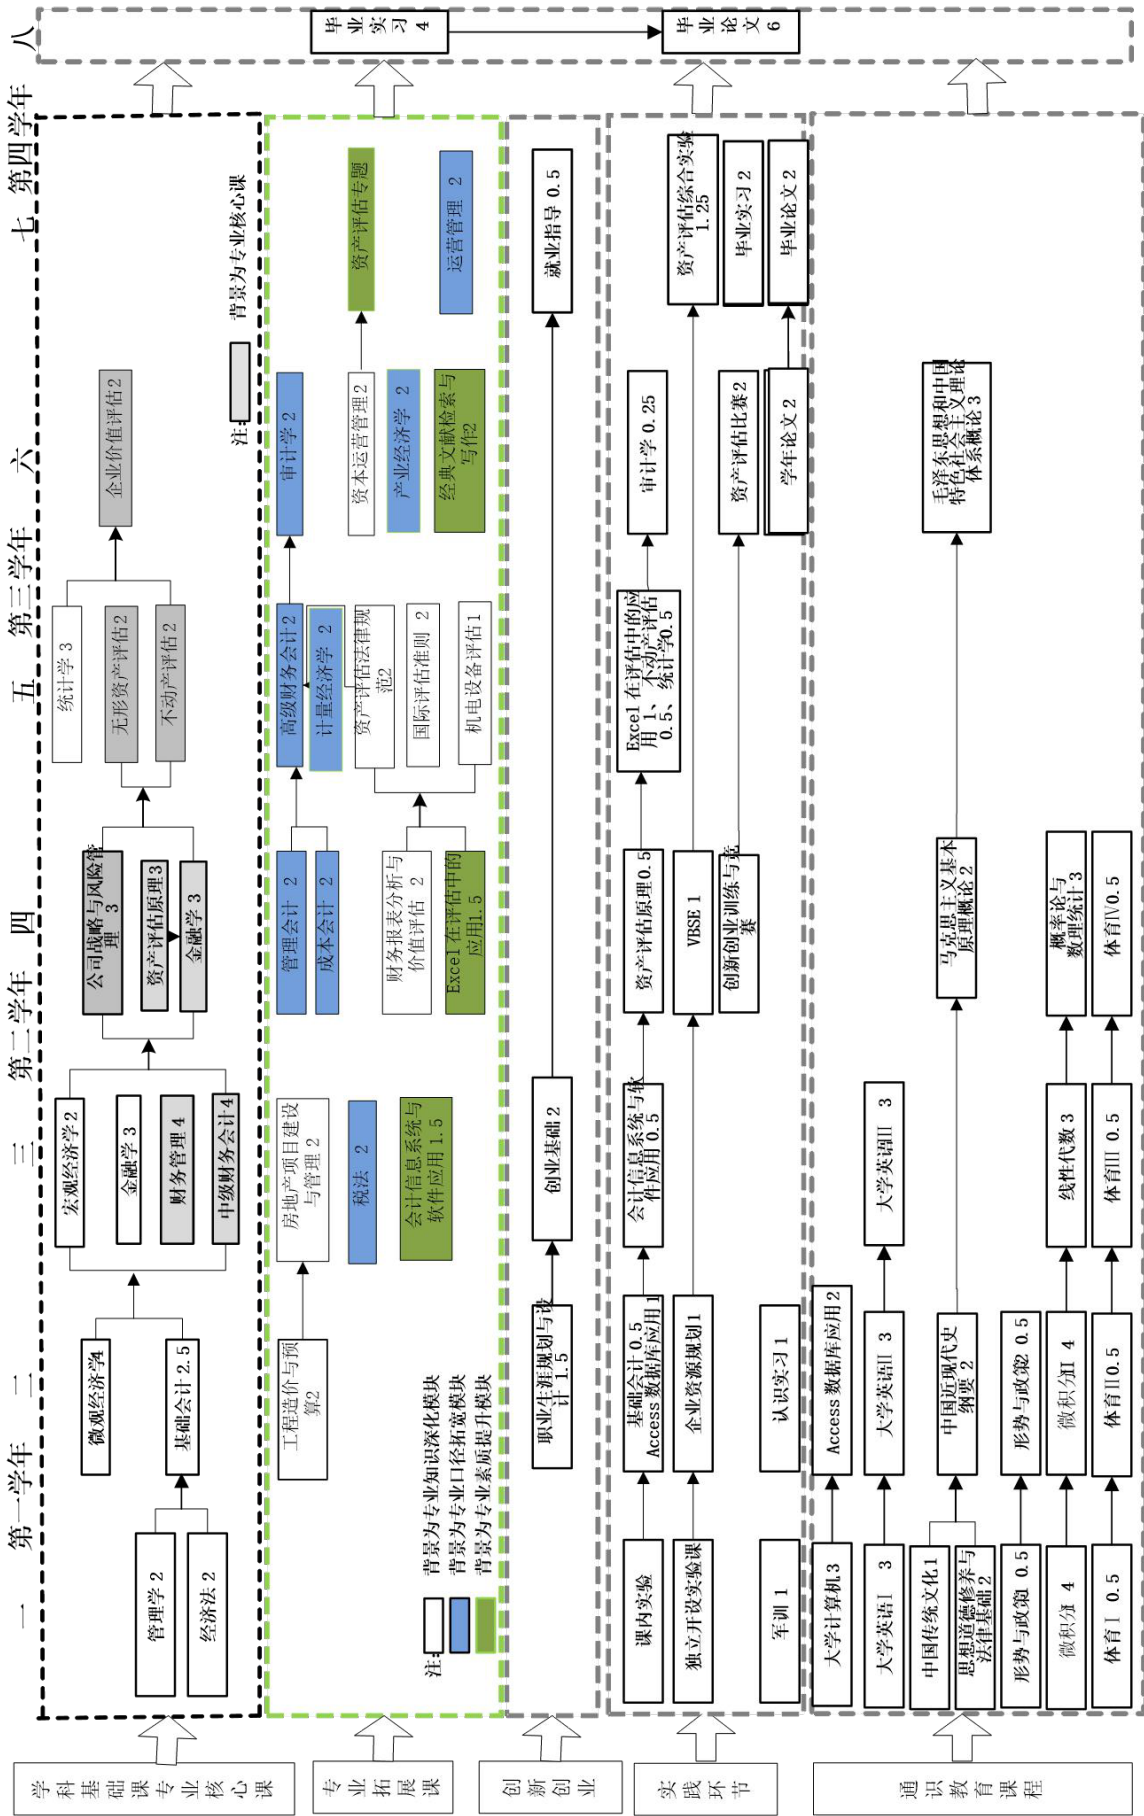 第一学年
第二学年
第三学年
第四学年
一
二
三
四
五
六
七
八
学科基础课专业核心课
管理学 2
经济法 2
微观经济学4
基础会计 2.5
宏观经济学 2
金融学 3
财务管理 4
中级财务会计4
公司战略与风险管
理 3
资产评估原理3
金融学 3
统计学 3
无形资产评估2
不动产评估 2
企业价值评估2
注:
背景为专业核心课
专业拓展课
工程造价与预
算2
房地产项目建设
与管理 2
税法 2
会计信息系统与
软件应用 1.5
管理会计 2
成本会计 2
财务报表分析与
价值评估 2
Excel 在评估中的
应用1.5
高级财务会计2
计量经济学 2
资产评估法律规
范2
国际评估准则 2
机电设备评估1
审计学 2
资本运营管理2
产业经济学 2
经典文献检索与
写作2
资产评估专题
运营管理 2
注:
背景为专业知识深化模块
背景为专业口径拓宽模块
背景为专业素质提升模块
创新创业
职业生涯规划与设
计 1.5
创业基础 2
就业指导 0.5
实践环节
课内实验
独立开设实验课
军训 1
基础会计 0.5
Access 数据库应用 1
企业资源规划1
认识实习 1
会计信息系统与软
件应用 0.5
资产评估原理0.5
VBSE 1
创新创业训练与竞
赛
Excel 在评估中的应
用 1、不动产评估
0.5、统计学0.5
审计学 0.25
资产评估比赛2
学年论文 2
资产评估综合实验
1.25
毕业实习 2
毕业论文 2
通识教育课程
大学计算机3
大学英语I 3
中国传统文化1
思想道德修养与
法律基础 2
形势与政策1 0.5
微积分I 4
体育 I 0.5
Access 数据库应用 2
大学英语II 3
中国近现代史
纲要 2
形势与政策2 0.5
微积分II 4
体育II 0.5
大学英语II 3
线性代数 3
体育III 0.5
马克思主义基本
原理概论 2
概率论与
数理统计 3
体育IV0.5
毛泽东思想和中国
特色社会主义理论
体系概论 3
毕业实习
4
毕业论文
6